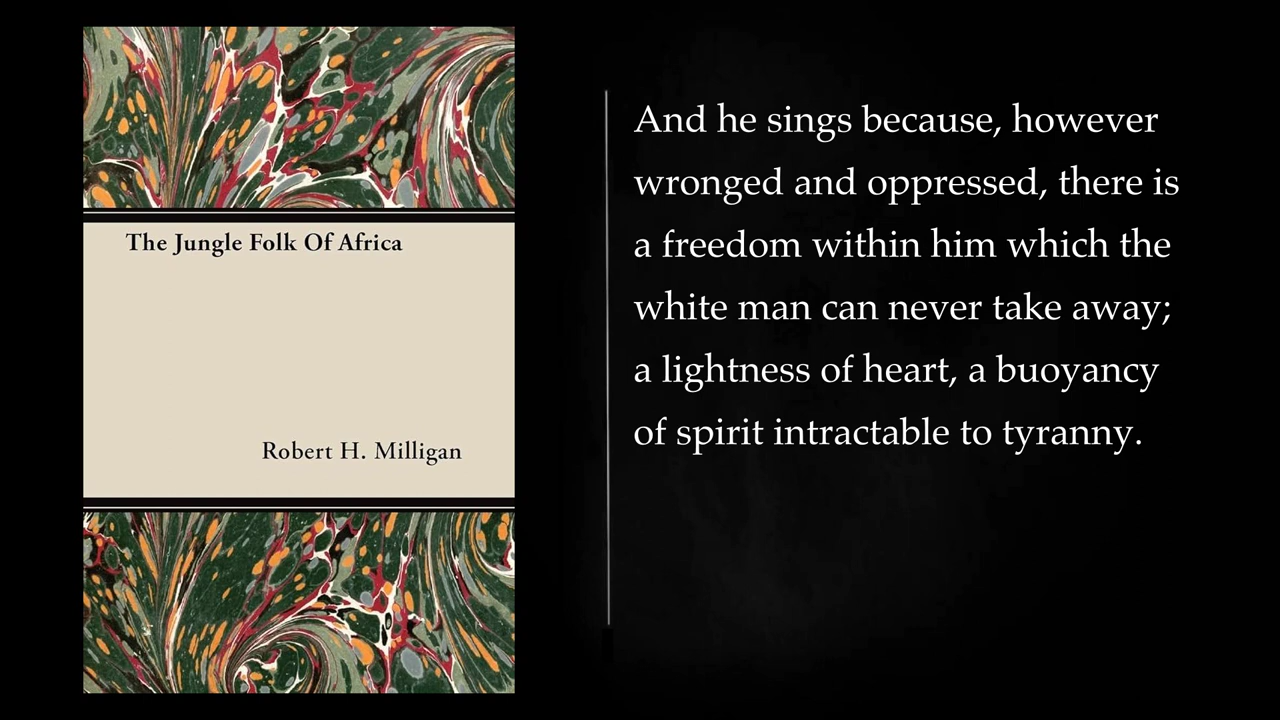 The Jungle Folk Of Africa
Robert H. Milligan
And he sings because, however
wronged and oppressed, there is
a freedom within him which the
white man can never take away;
a lightness of heart, a buoyancy
of spirit intractable to tyranny.